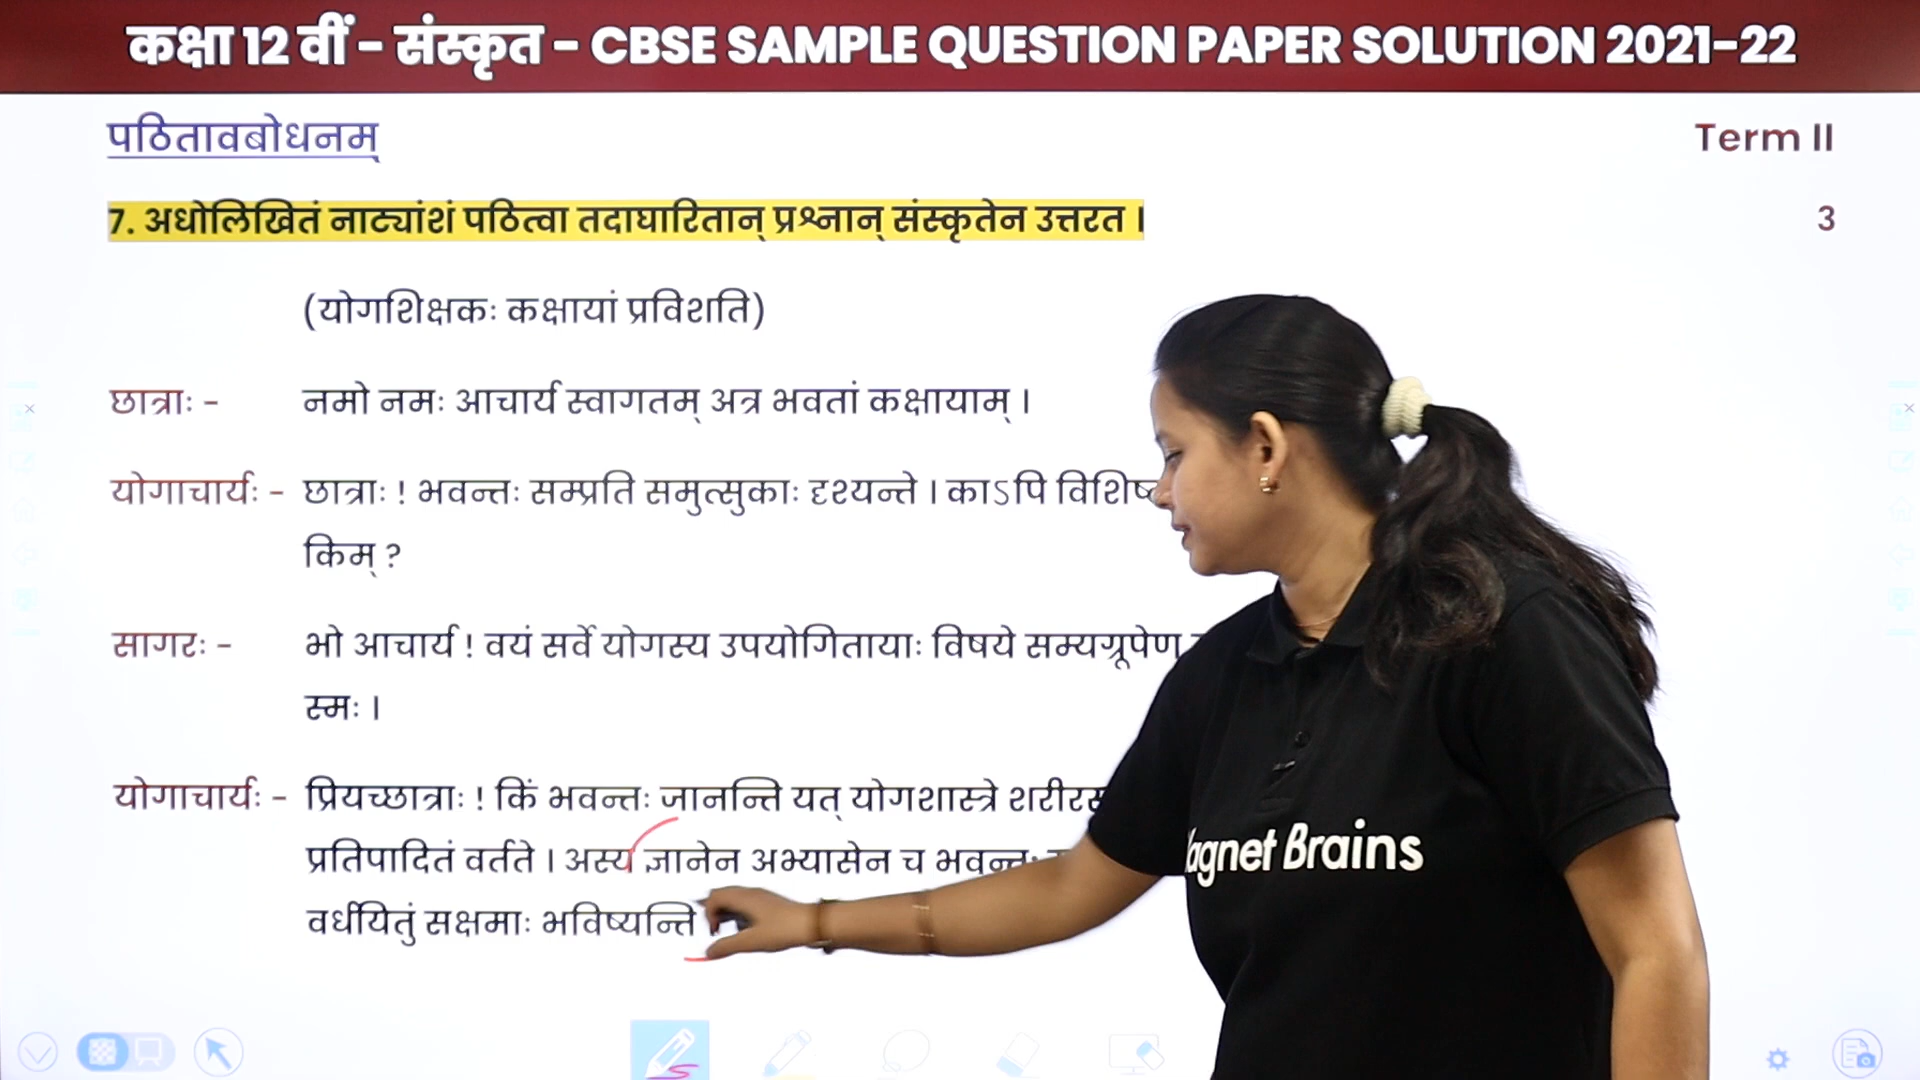 कक्षा 12 वीं - संस्कृत - CBSE SAMPLE QUESTION PAPER SOLUTION 2021-22
पठितावबोधनम्
Term II
7. अधोलिखितं नाट्यांशं पठित्वा तदाघारितान् प्रश्नान् संस्कृतेन उत्तरत ।
3
(योगशिक्षकः कक्षायां प्रविशति)
छात्राः - नमो नमः आचार्य स्वागतम् अत्र भवतां कक्षायाम् ।
योगाचार्यः - छात्राः ! भवन्तः सम्प्रति समुत्सुकाः दृश्यन्ते । काऽपि
किम् ?
सागरः - भो आचार्य ! वयं सर्वे योगस्य उपयोगितायाः विषये सम्यग्रूपेण
स्मः ।
योगाचार्यः - प्रियच्छात्राः ! किं भवन्तः जानन्ति यत् योगशास्त्रे
प्रतिपादितं वर्तते । अस्य ज्ञानेन अभ्यासेन च भवन्तः
वर्धयितुं सक्षमाः भविष्यन्ति
agnet Brains